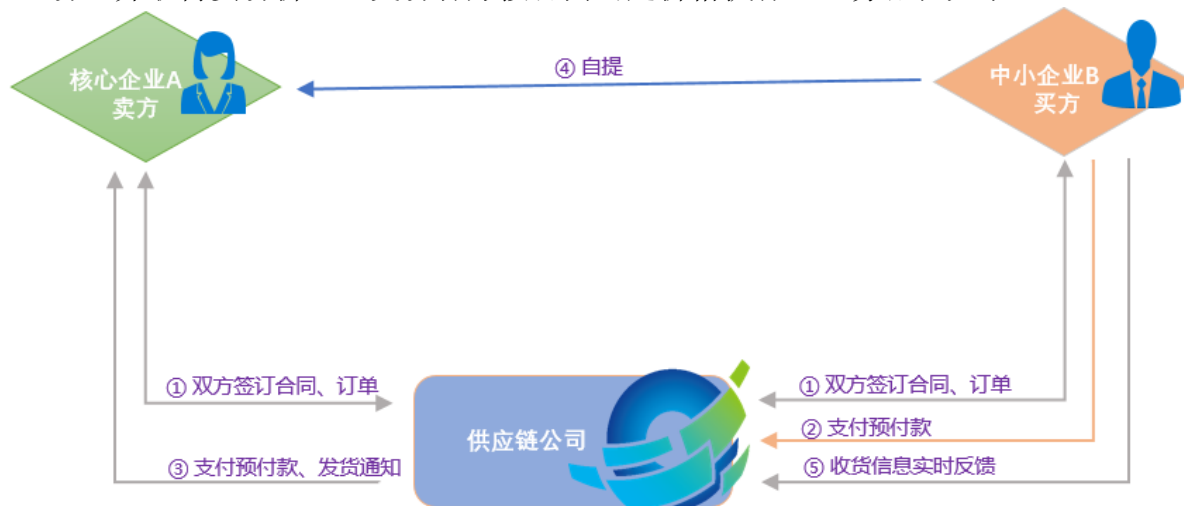 ④ 自提
核心企业A
卖方
中小企业B
买方
① 双方签订合同、订单
① 双方签订合同、订单
② 支付预付款
供应链公司
③ 支付预付款、发货通知
⑤ 收货信息实时反馈